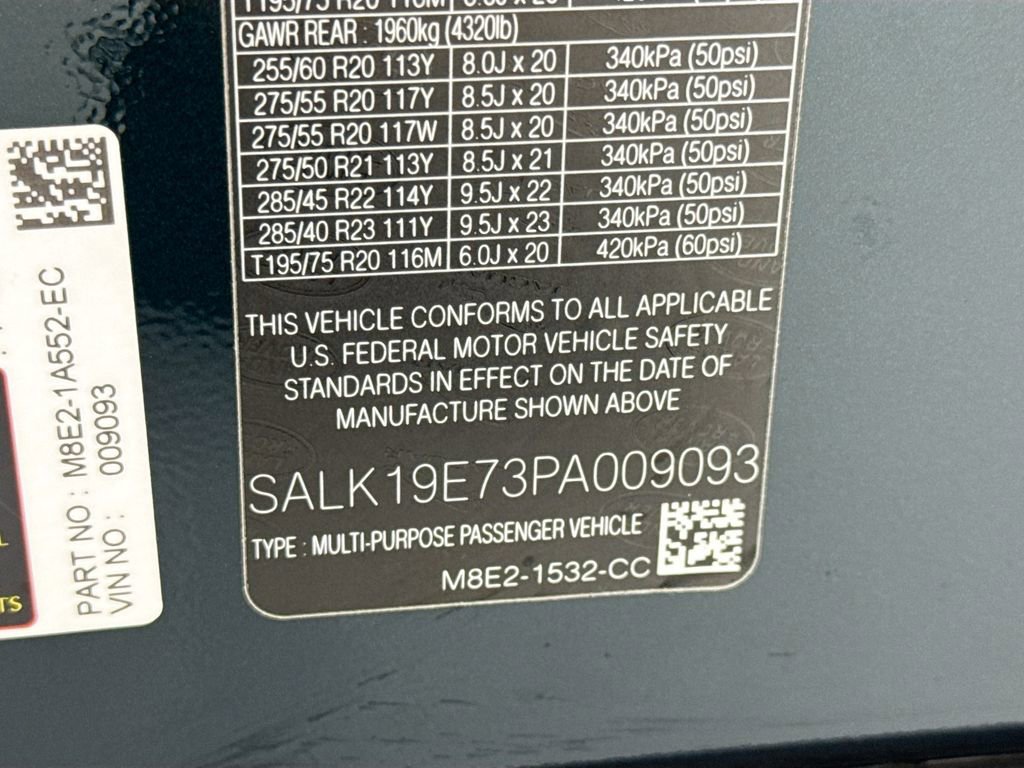 T195/75 R20 116M
GAWR REAR : 1960kg (4320lb)
255/60 R20 113Y 8.0J x 20 340kPa (50psi)
275/55 R20 117Y 8.5J x 20 340kPa (50psi)
275/55 R20 117W 8.5J x 20 340kPa (50psi)
275/50 R21 113Y 8.5J x 21 340kPa (50psi)
285/45 R22 114Y 9.5J x 22 340kPa (50psi)
285/40 R23 111Y 9.5J x 23 340kPa (50psi)
T195/75 R20 116M 6.0J x 20 420kPa (60psi)
THIS VEHICLE CONFORMS TO ALL APPLICABLE
U.S. FEDERAL MOTOR VEHICLE SAFETY
STANDARDS IN EFFECT ON THE DATE OF
MANUFACTURE SHOWN ABOVE
SALK19E73PA009093
TYPE : MULTI-PURPOSE PASSENGER VEHICLE
M8E2-1532-CC
PART NO : M8E2-1A552-EC
VIN NO : 009093
TS